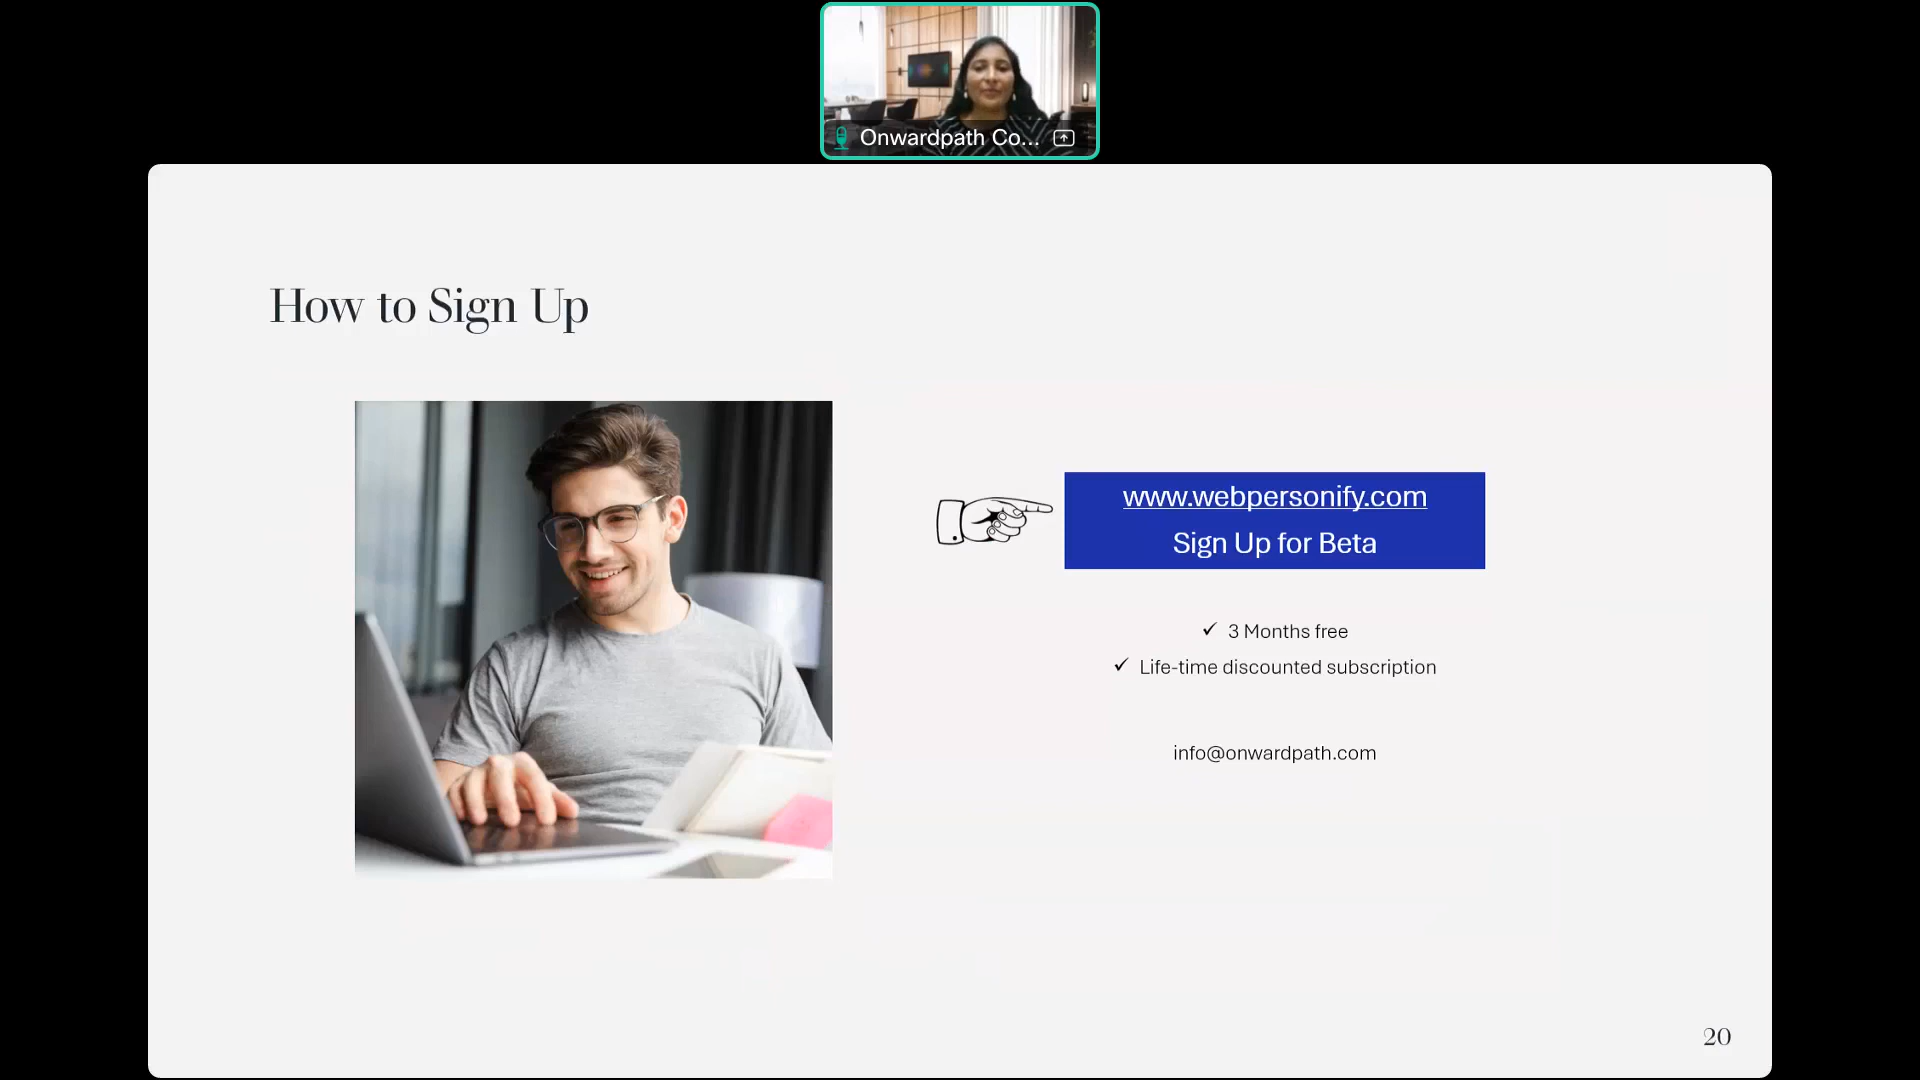 Onwardpath Co...
How to Sign Up
www.webpersonify.com
Sign Up for Beta
✓ 3 Months free
✓ Life-time discounted subscription
info@onwardpath.com
20